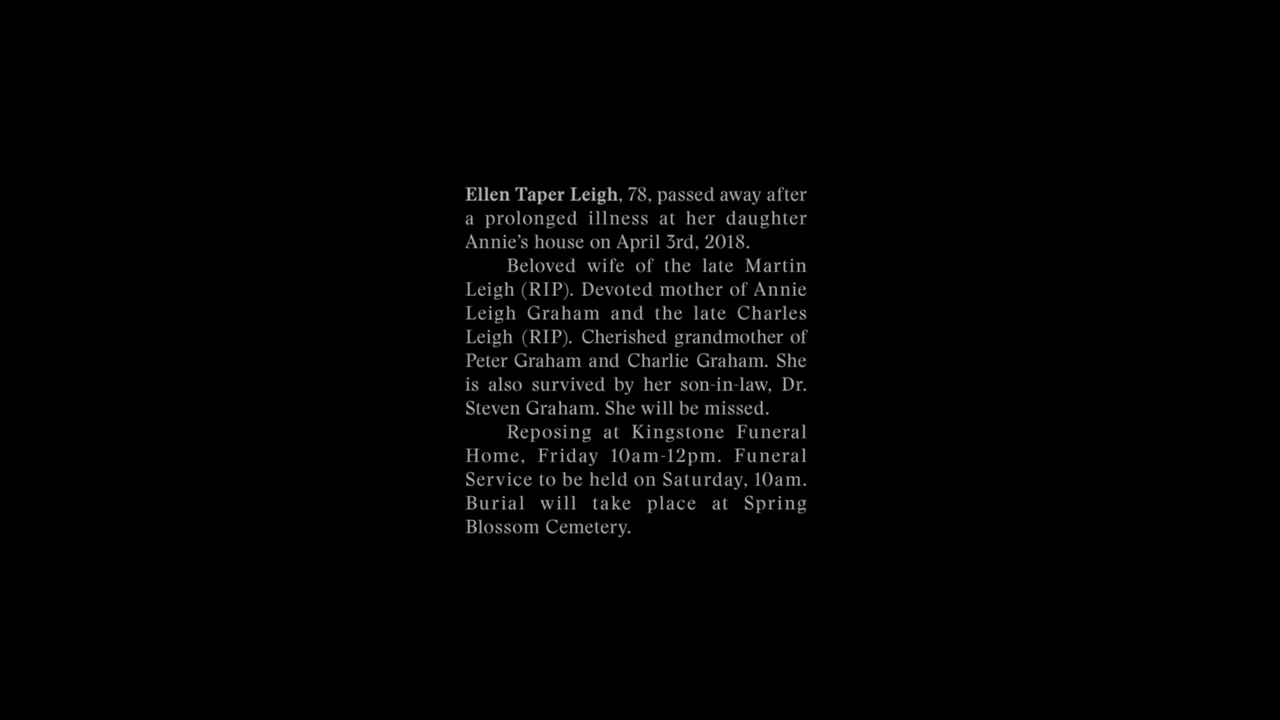 Ellen Taper Leigh, 78, passed away after
a prolonged illness at her daughter
Annie's house on April 3rd, 2018.
Beloved wife of the late Martin
Leigh (RIP). Devoted mother of Annie
Leigh Graham and the late Charles
Leigh (RIP). Cherished grandmother of
Peter Graham and Charlie Graham. She
is also survived by her son-in-law, Dr.
Steven Graham. She will be missed.
Reposing at Kingstone Funeral
Home, Friday 10am-12pm. Funeral
Service to be held on Saturday, 10am.
Burial will take place at Spring
Blossom Cemetery.